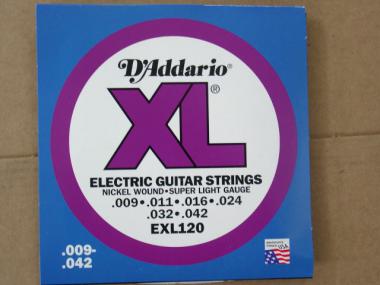 D'Addario®
XL®
ELECTRIC GUITAR STRINGS
NICKEL WOUND•SUPER LIGHT GAUGE
.009•.011•.016•.024
.032•.042
EXL120
.009-
.042
USA